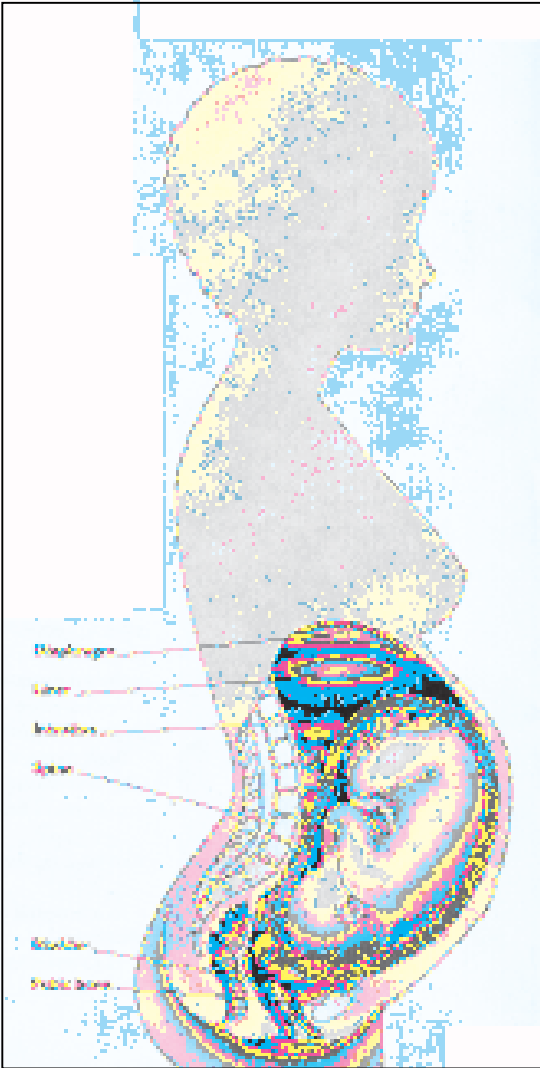 Diaphragm
Liver
Intestines
Spine
Bladder
Pubic bone